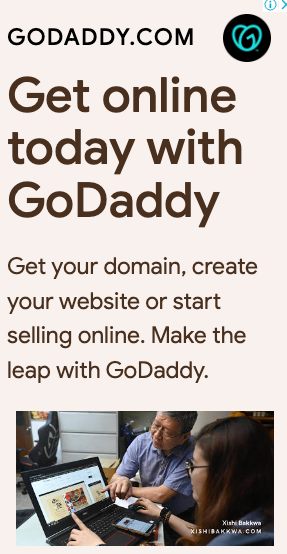 GODADDY.COM
Get online
today with
GoDaddy
Get your domain, create
your website or start
selling online. Make the
leap with GoDaddy.
Xishi Bakkwa
XISHIBAKKWA.COM